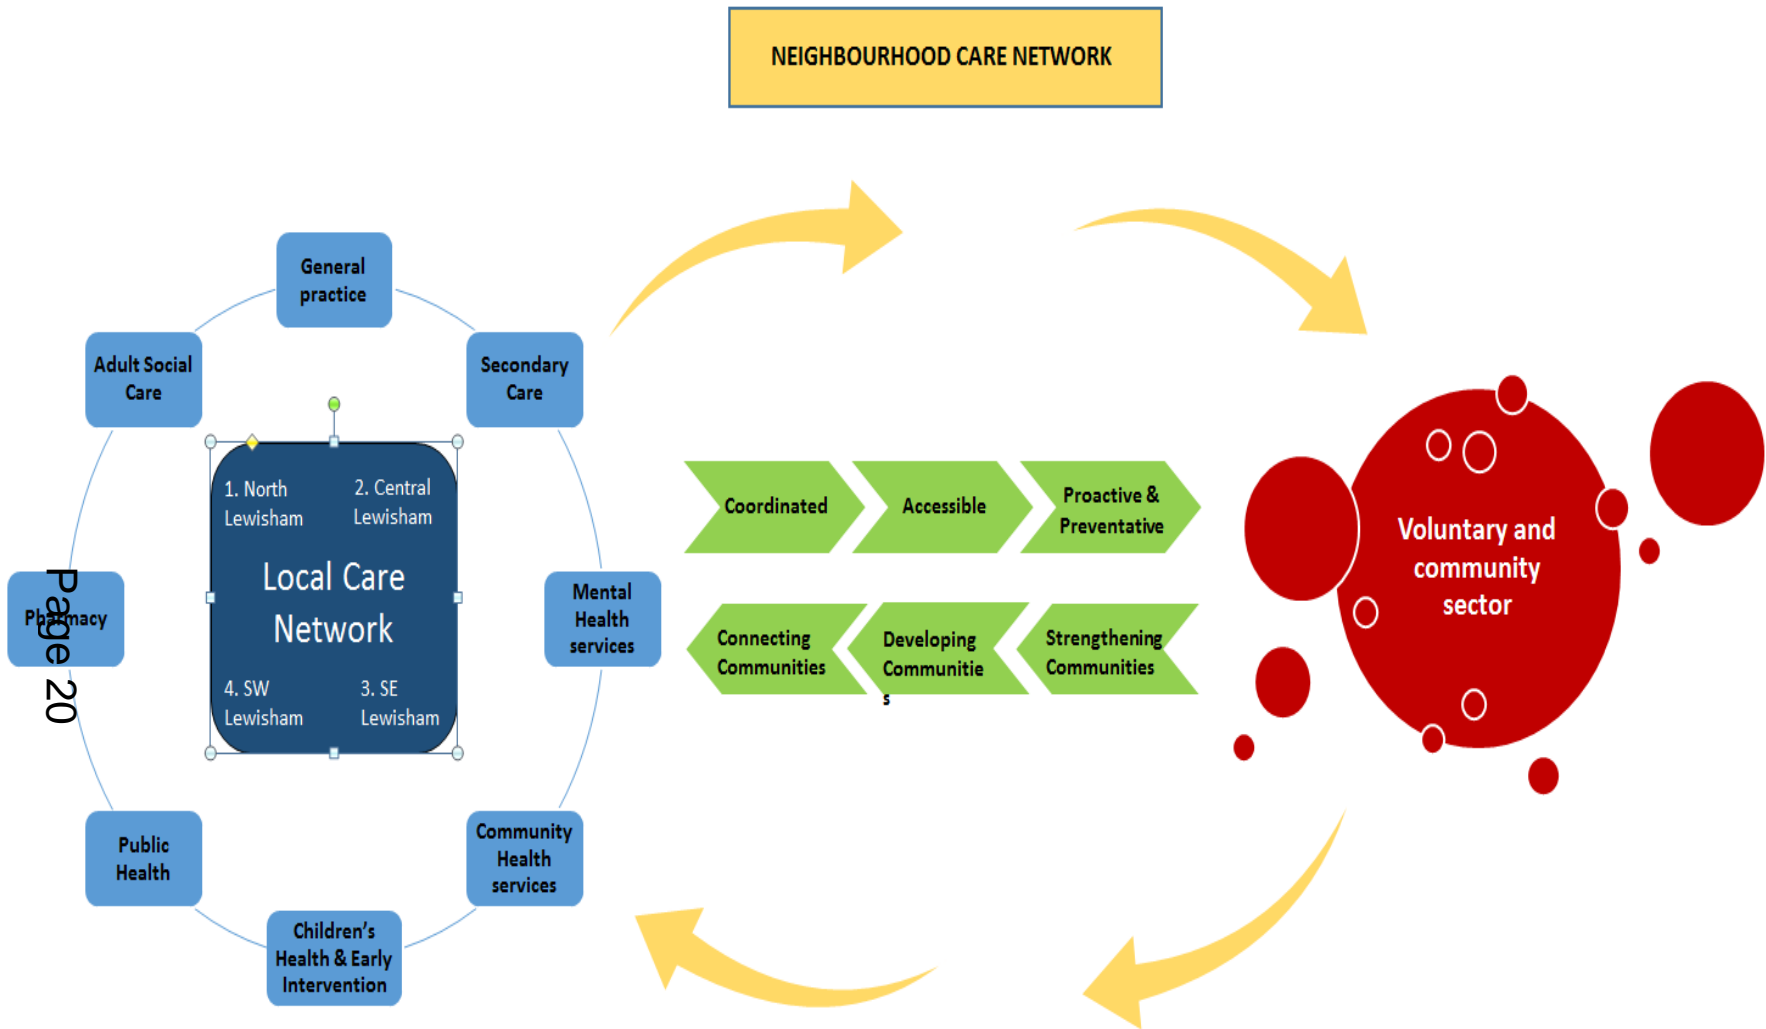 NEIGHBOURHOOD CARE NETWORK
General
practice
Adult Social
Care
Secondary
Care
1. North
Lewisham
2. Central
Lewisham
Local Care
Network
4. SW
Lewisham
3. SE
Lewisham
Pharmacy
Page 20
Mental
Health
services
Public
Health
Community
Health
services
Children’s
Health & Early
Intervention
Coordinated
Accessible
Proactive &
Preventative
Connecting
Communities
Developing
Communitie
s
Strengthening
Communities
Voluntary and
community
sector